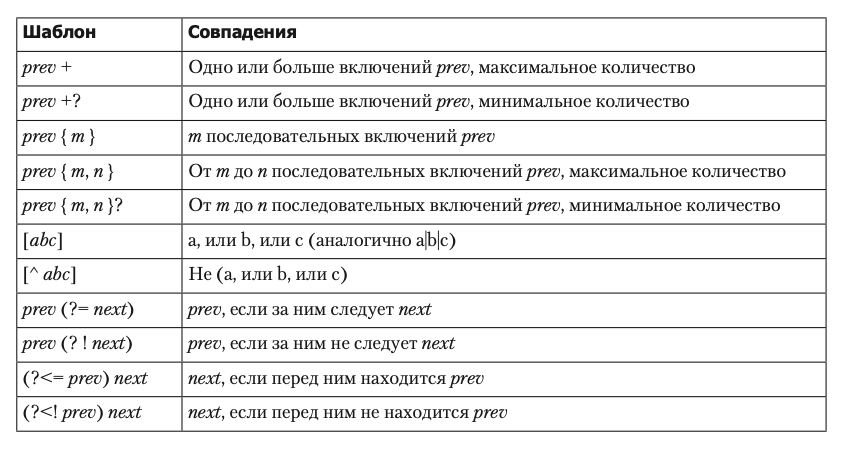 Шаблон Совпадения
prev + Одно или больше включений prev, максимальное количество
prev +? Одно или больше включений prev, минимальное количество
prev { m } m последовательных включений prev
prev { m, n } От m до n последовательных включений prev, максимальное количество
prev { m, n }? От m до n последовательных включений prev, минимальное количество
[abc] a, или b, или c (аналогично a|b|c)
[^ abc] Не (a, или b, или c)
prev (?= next) prev, если за ним следует next
prev (? ! next) prev, если за ним не следует next
(?<= prev) next next, если перед ним находится prev
(?<! prev) next next, если перед ним не находится prev